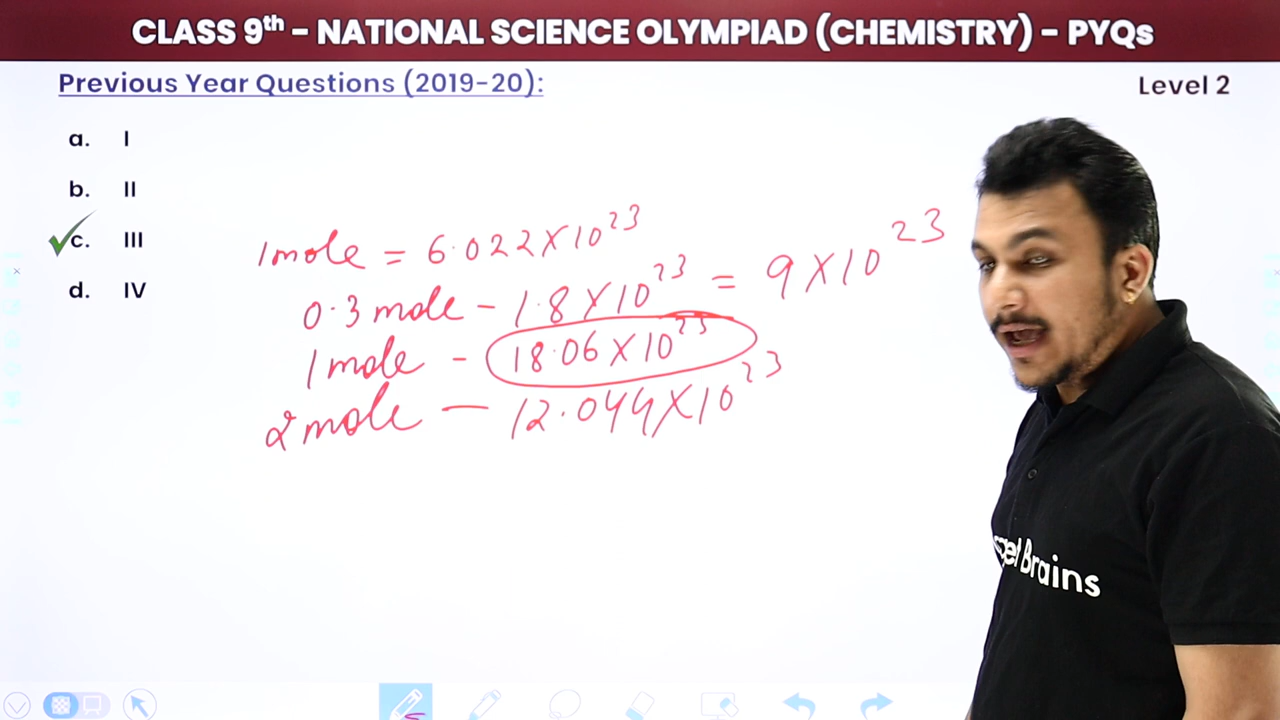 CLASS 9th – NATIONAL SCIENCE OLYMPIAD (CHEMISTRY) – PYQs
Previous Year Questions (2019-20):
Level 2
a. I
b. II
c. III
d. IV
1 mole = 6.022 X 10^23
0.3 mole - 1.8 X 10^23 = 9 X 10^23
1 mole - 18.06 X 10^23
2 mole - 12.044 X 10^23
Brains